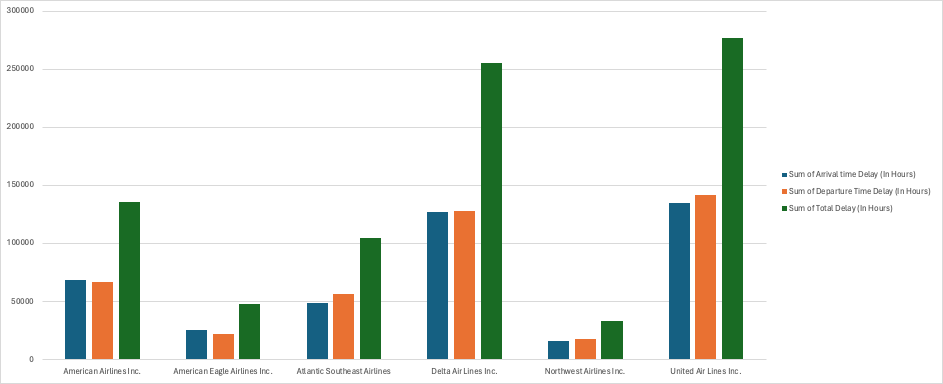 300000
250000
200000
150000
100000
50000
0
American Airlines Inc.
American Eagle Airlines Inc.
Atlantic Southeast Airlines
Delta Air Lines Inc.
Northwest Airlines Inc.
United Air Lines Inc.
Sum of Arrival time Delay (In Hours)
Sum of Departure Time Delay (In Hours)
Sum of Total Delay (In Hours)